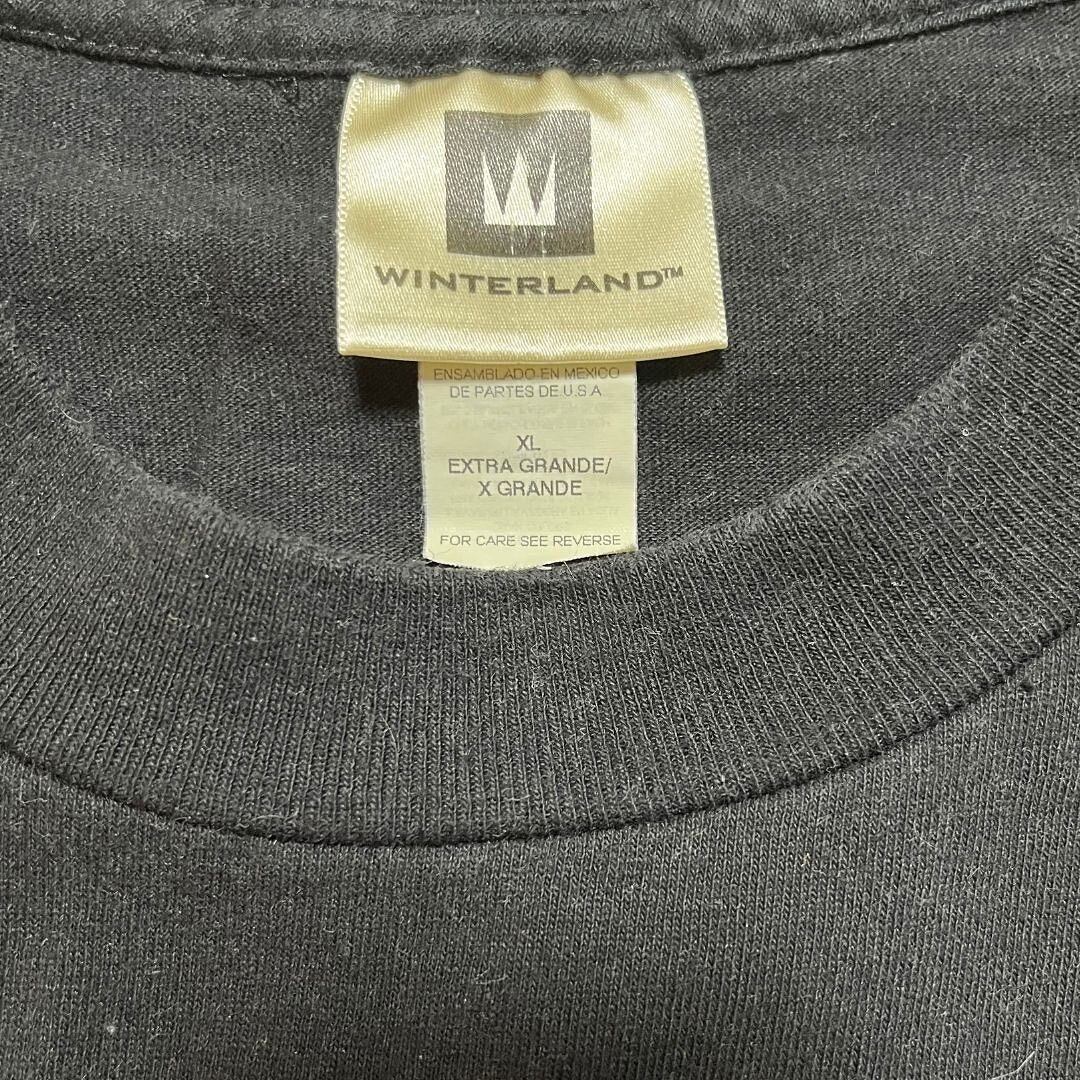 WINTERLAND™
ENSAMBLADO EN MEXICO
DE PARTES DE U.S.A
XL
EXTRA GRANDE/
X GRANDE
FOR CARE SEE REVERSE